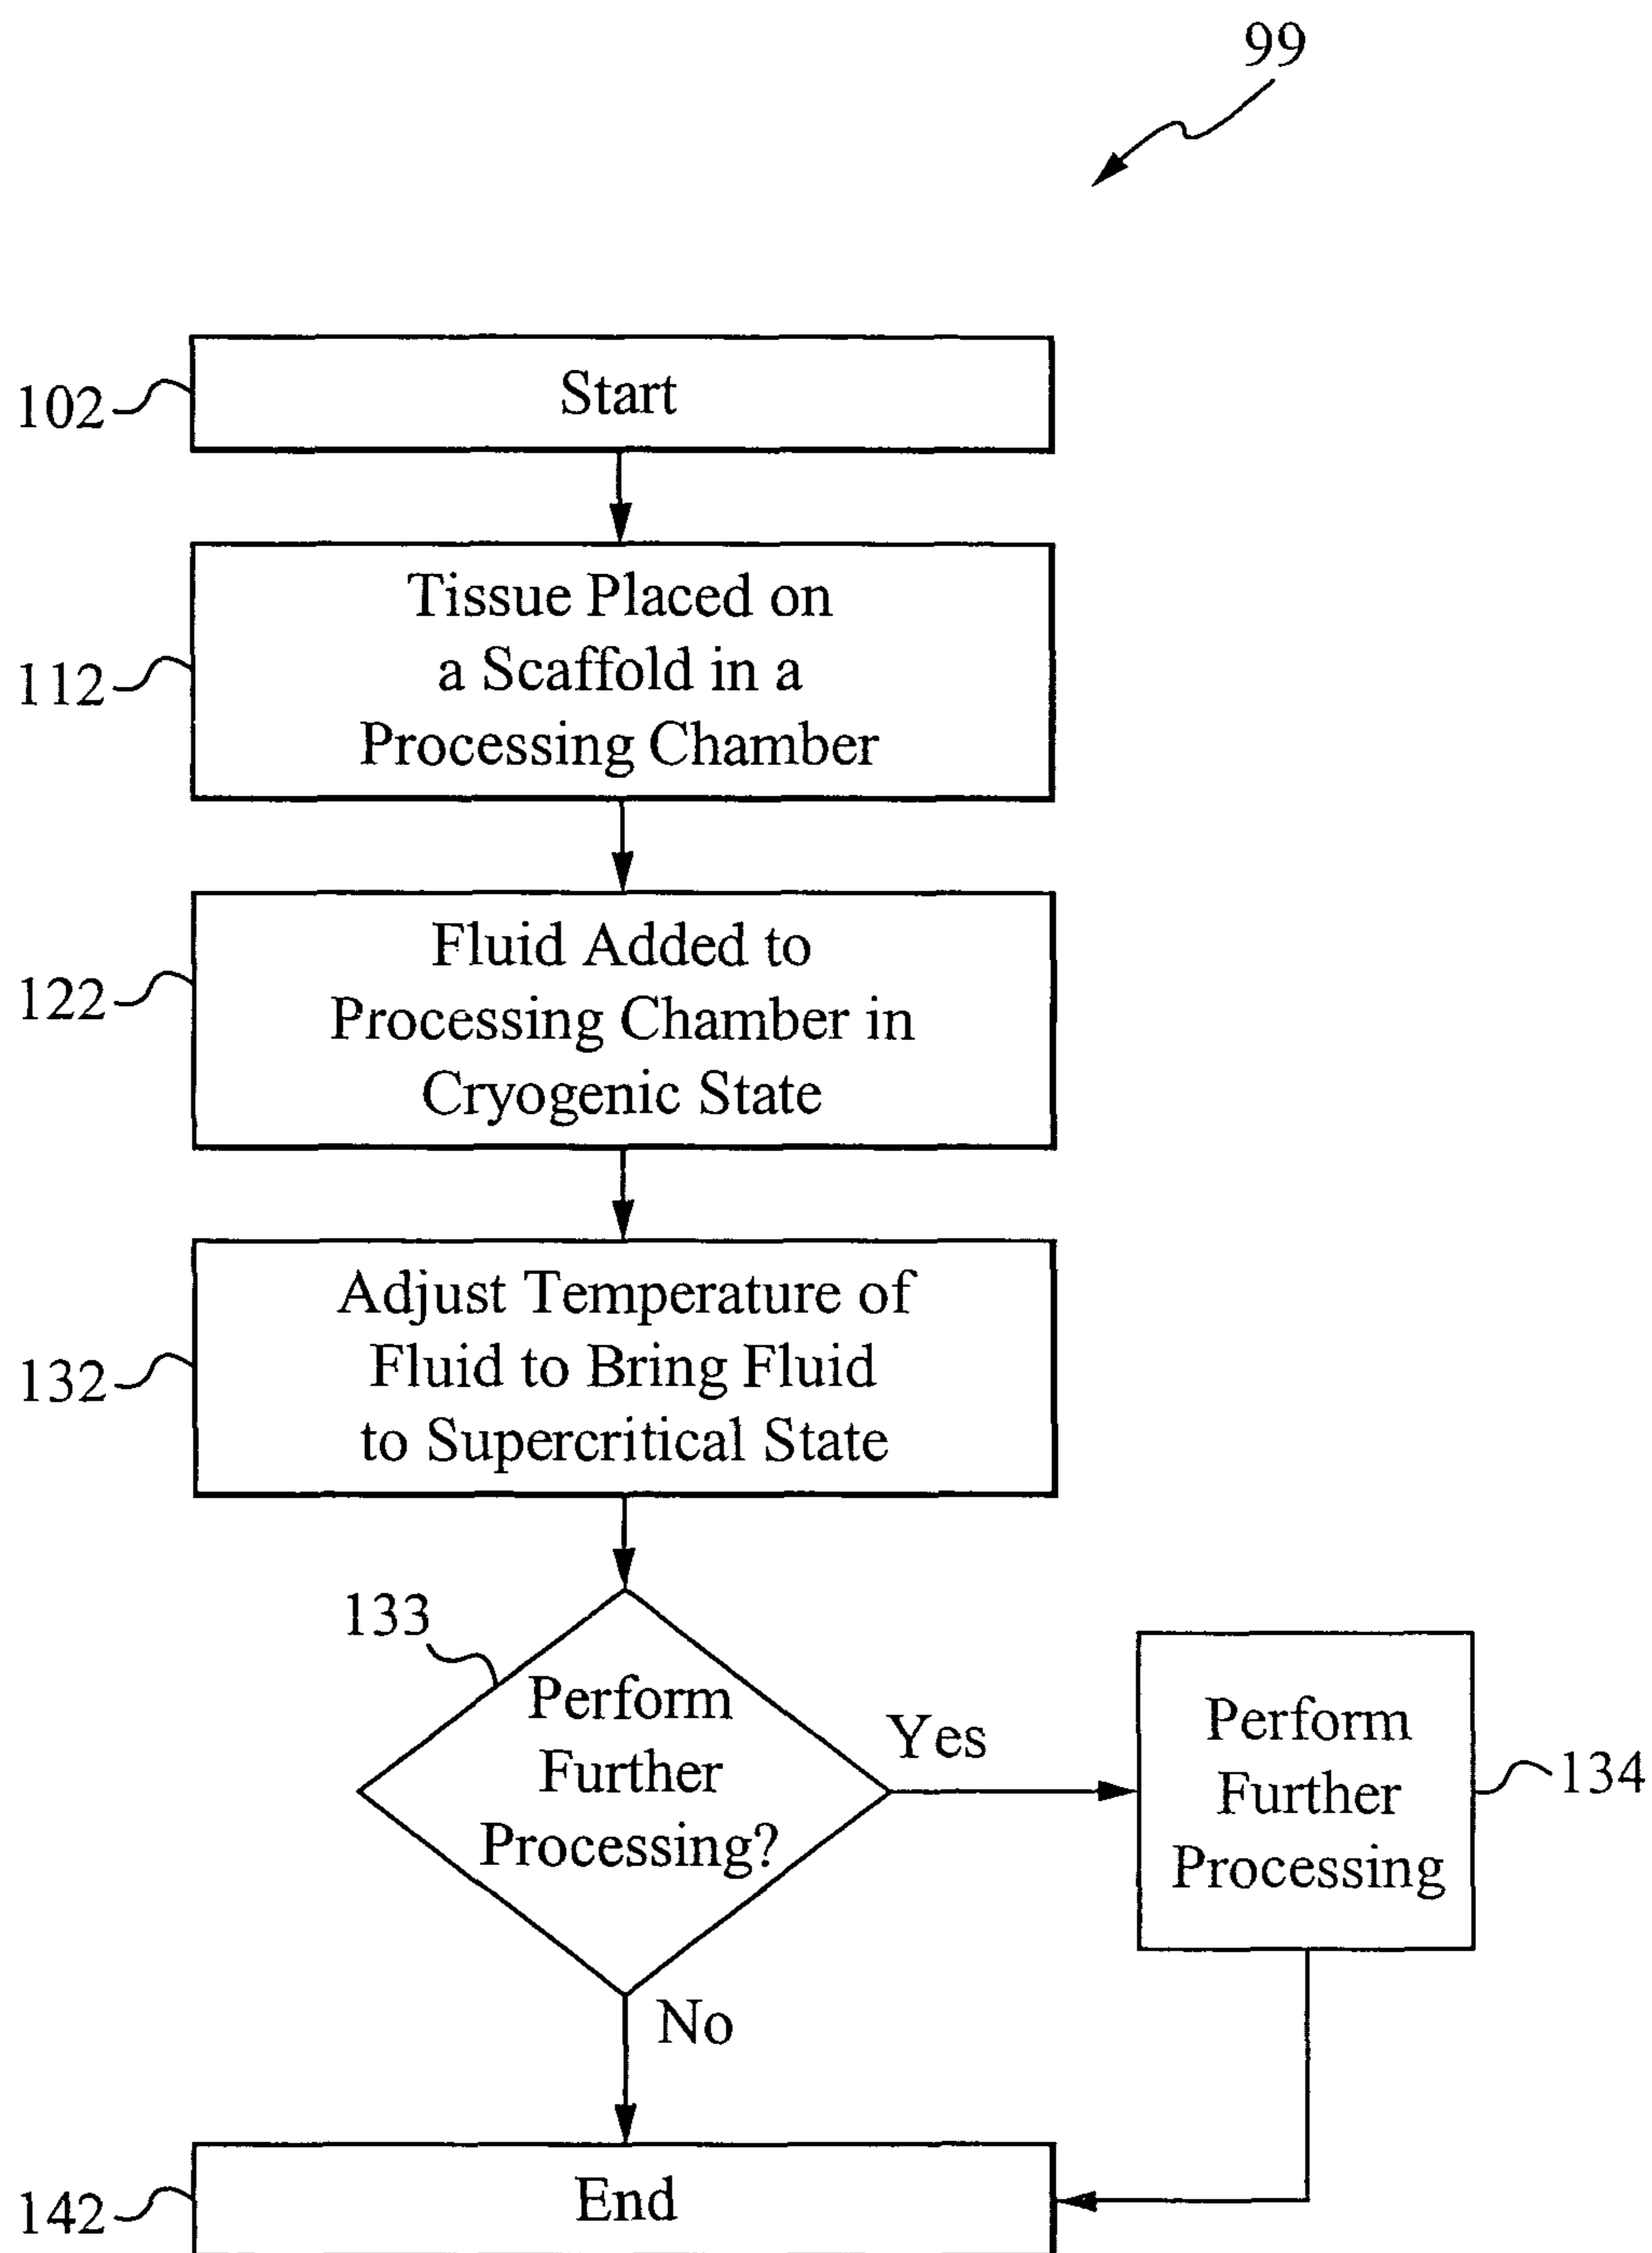 99
102
Start
112
Tissue Placed on
a Scaffold in a
Processing Chamber
122
Fluid Added to
Processing Chamber in
Cryogenic State
132
Adjust Temperature of
Fluid to Bring Fluid
to Supercritical State
133
Perform
Further
Processing?
Yes
Perform
Further
Processing
134
No
142
End